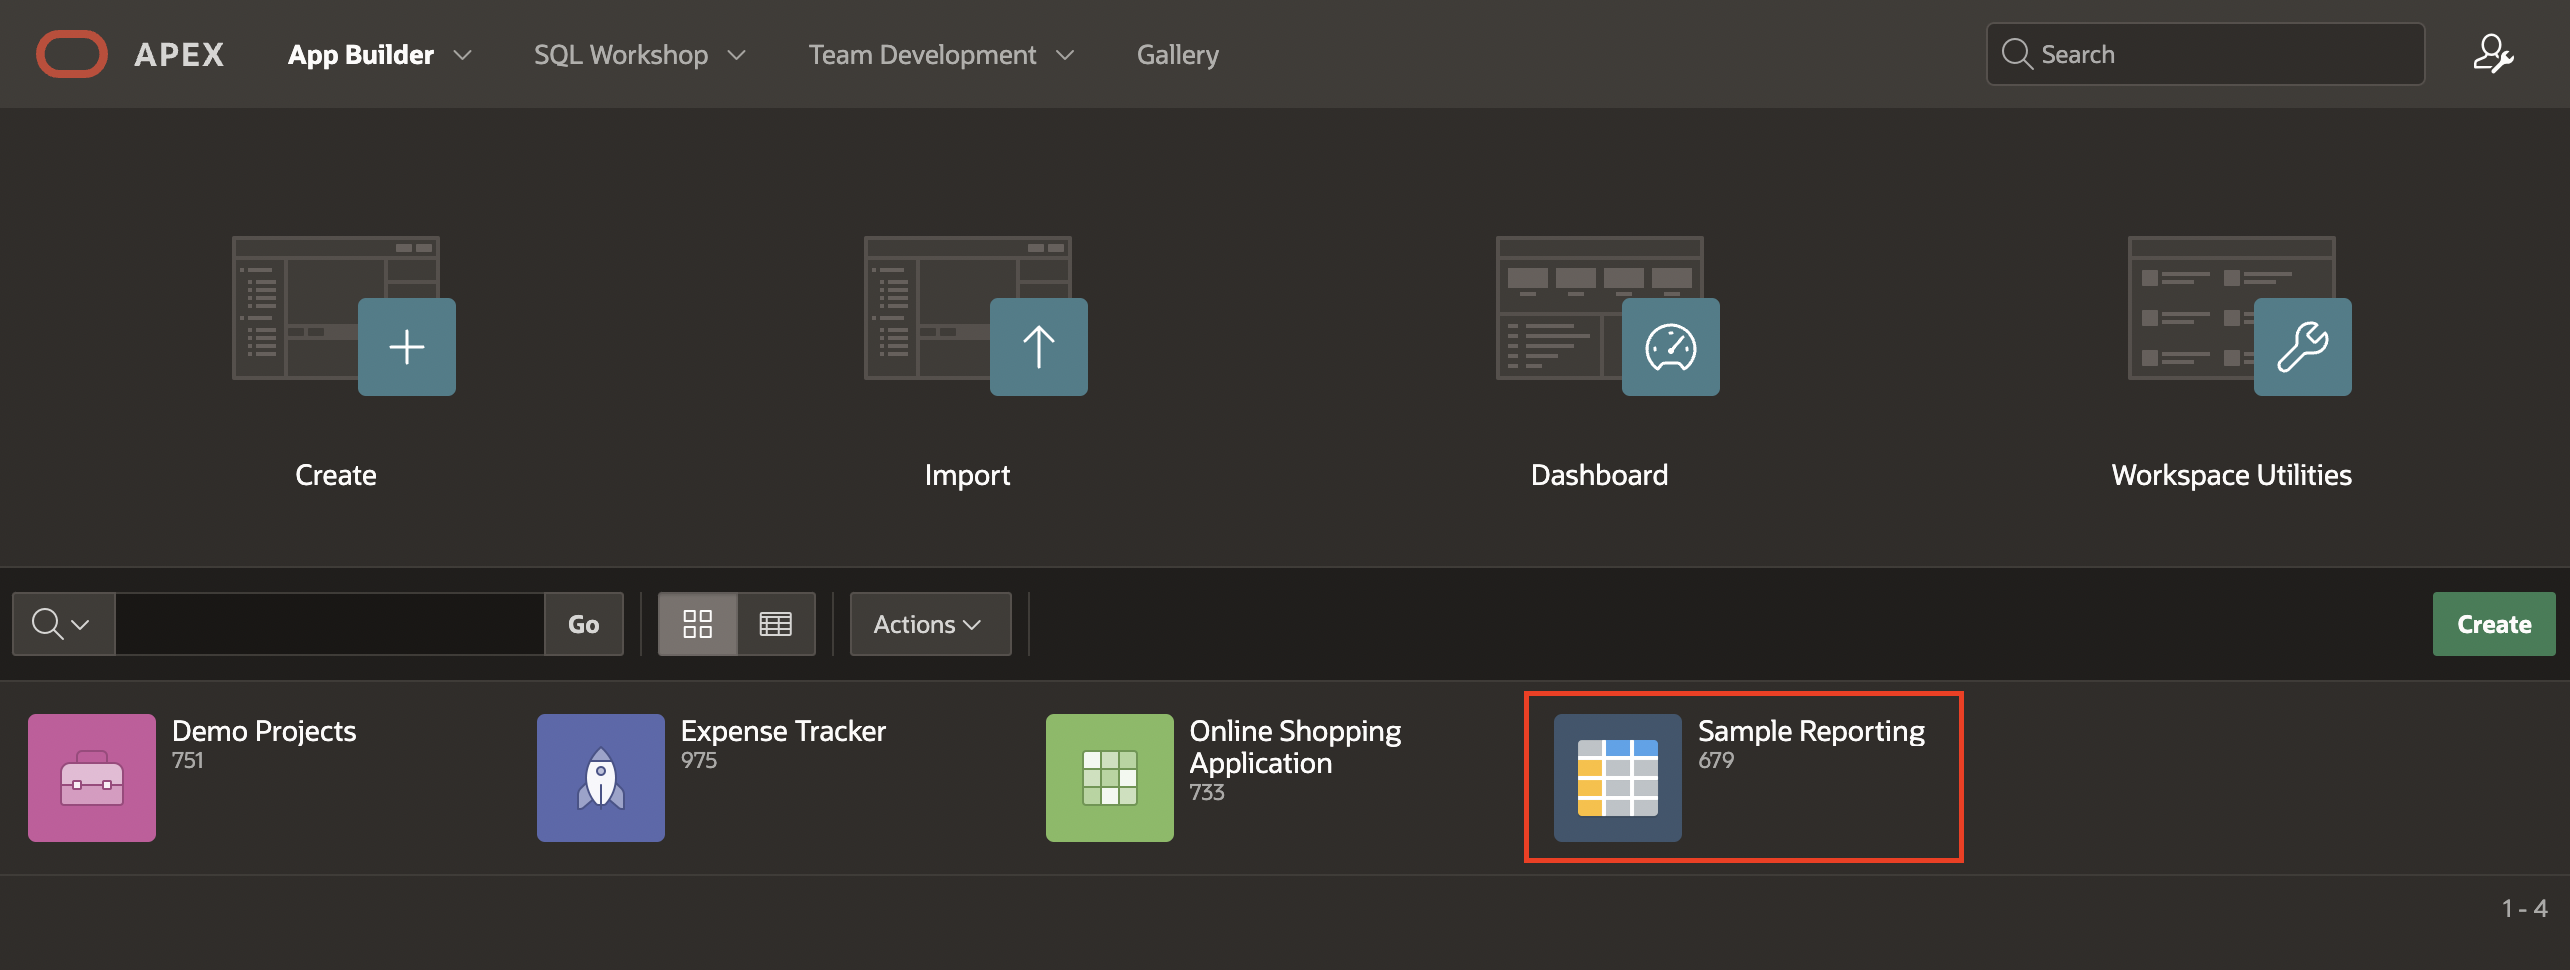 APEX App Builder SQL Workshop Team Development Gallery Search
Create Import Dashboard Workspace Utilities
Go Actions Create
Demo Projects
751
Expense Tracker
975
Online Shopping
Application
733
Sample Reporting
679
1 - 4